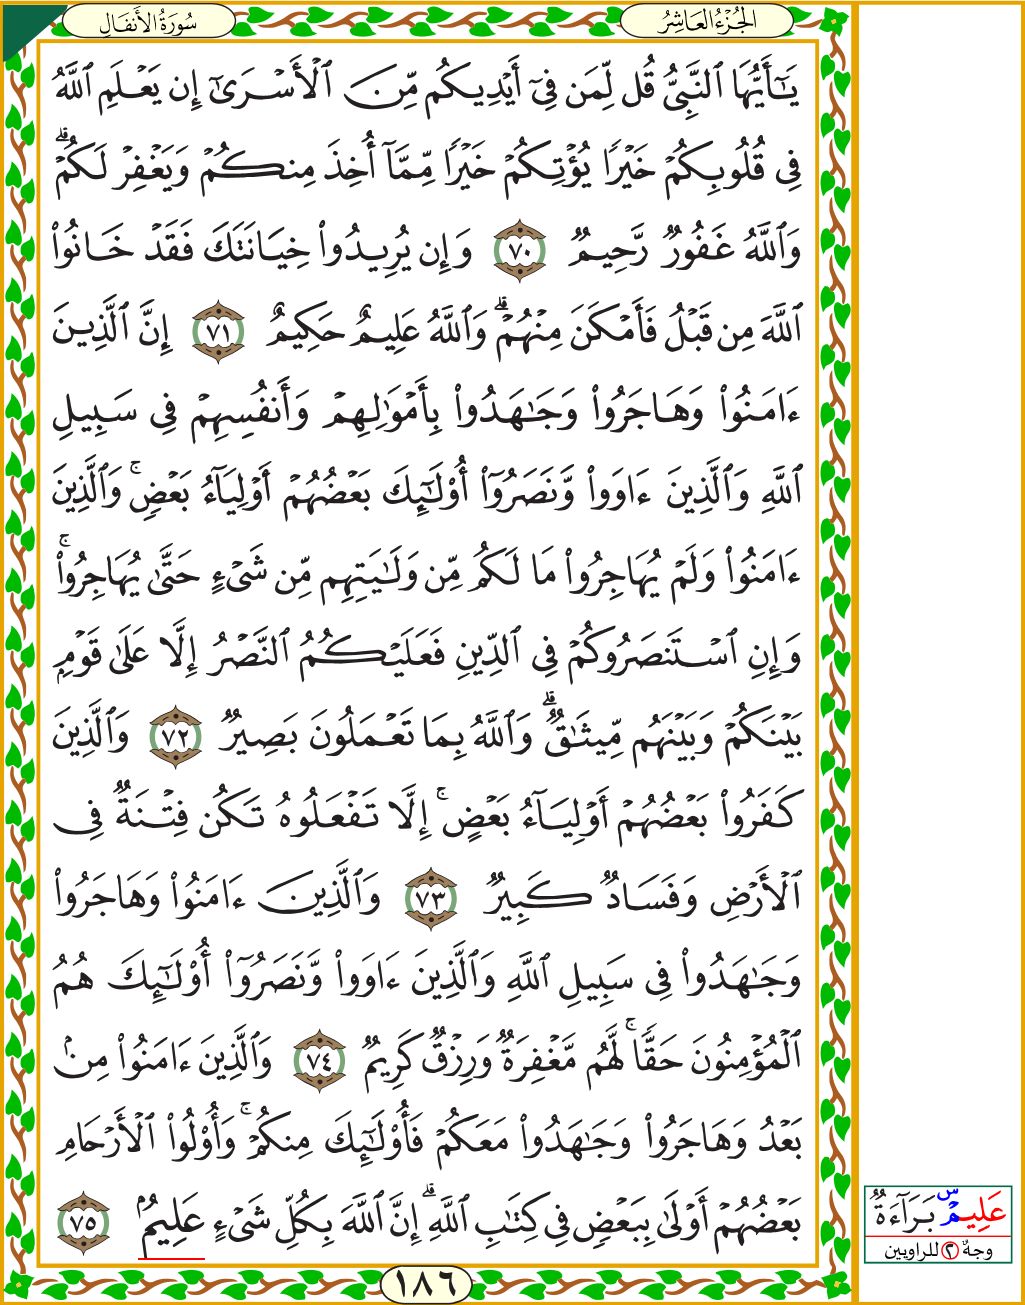 الجُزْءُ العَاشِرُ
سُورَةُ الأَنفَالِ
يَٰٓأَيُّهَا ٱلنَّبِيُّ قُل لِّمَن فِيٓ أَيۡدِيكُم مِّنَ ٱلۡأَسۡرَىٰٓ إِن يَعۡلَمِ ٱللَّهُ
فِي قُلُوبِكُمۡ خَيۡرٗا يُؤۡتِكُمۡ خَيۡرٗا مِّمَّآ أُخِذَ مِنكُمۡ وَيَغۡفِرۡ لَكُمۡۗ
وَٱللَّهُ غَفُورٞ رَّحِيمٞ ٧٠ وَإِن يُرِيدُواْ خِيَانَتَكَ فَقَدۡ خَانُواْ
ٱللَّهَ مِن قَبۡلُ فَأَمۡكَنَ مِنۡهُمۡۗ وَٱللَّهُ عَلِيمٌ حَكِيمٌ ٧١ إِنَّ ٱلَّذِينَ
ءَامَنُواْ وَهَاجَرُواْ وَجَٰهَدُواْ بِأَمۡوَٰلِهِمۡ وَأَنفُسِهِمۡ فِي سَبِيلِ
ٱللَّهِ وَٱلَّذِينَ ءَاوَواْ وَّنَصَرُوٓاْ أُوْلَٰٓئِكَ بَعۡضُهُمۡ أَوۡلِيَآءُ بَعۡضٖۚ وَٱلَّذِينَ
ءَامَنُواْ وَلَمۡ يُهَاجِرُواْ مَا لَكُم مِّن وَلَٰيَتِهِم مِّن شَيۡءٍ حَتَّىٰ يُهَاجِرُواْۚ
وَإِنِ ٱسۡتَنصَرُوكُمۡ فِي ٱلدِّينِ فَعَلَيۡكُمُ ٱلنَّصۡرُ إِلَّا عَلَىٰ قَوۡمِۭ
بَيۡنَكُمۡ وَبَيۡنَهُم مِّيثَٰقٞۗ وَٱللَّهُ بِمَا تَعۡمَلُونَ بَصِيرٞ ٧٢ وَٱلَّذِينَ
كَفَرُواْ بَعۡضُهُمۡ أَوۡلِيَآءُ بَعۡضٍۚ إِلَّا تَفۡعَلُوهُ تَكُن فِتۡنَةٞ فِي
ٱلۡأَرۡضِ وَفَسَادٞ كَبِيرٞ ٧٣ وَٱلَّذِينَ ءَامَنُواْ وَهَاجَرُواْ
وَجَٰهَدُواْ فِي سَبِيلِ ٱللَّهِ وَٱلَّذِينَ ءَاوَواْ وَّنَصَرُوٓاْ أُوْلَٰٓئِكَ هُمُ
ٱلۡمُؤۡمِنُونَ حَقّٗاۚ لَّهُم مَّغۡفِرَةٞ وَرِزۡقٞ كَرِيمٞ ٧٤ وَٱلَّذِينَ ءَامَنُواْ مِنۢ
بَعۡدُ وَهَاجَرُواْ وَجَٰهَدُواْ مَعَكُمۡ فَأُوْلَٰٓئِكَ مِنكُمۡۚ وَأُوْلُواْ ٱلۡأَرۡحَامِ
بَعۡضُهُمۡ أَوۡلَىٰ بِبَعۡضٖ فِي كِتَٰبِ ٱللَّهِۗ إِنَّ ٱللَّهَ بِكُلِّ شَيۡءٍ عَلِيمُۢ ٧٥
عَلِيمٞۜ بَرَآءَةٞ
وجهٌ ٢ للراويين
١٨٦